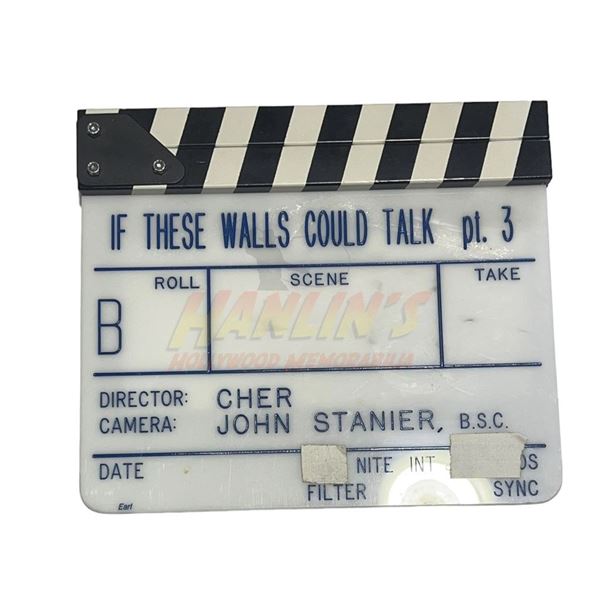 IF THESE WALLS COULD TALK pt. 3
ROLL SCENE TAKE
B
HANLIN'S
HOLLYWOOD MEMORABILIA
DIRECTOR: CHER
CAMERA: JOHN STANIER, B.S.C.
DATE NITE INT OS
FILTER SYNC
Earl